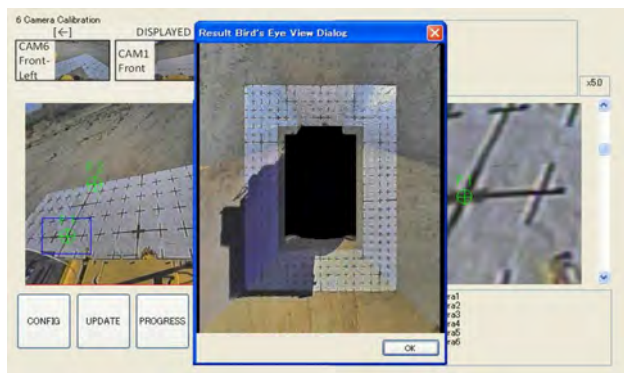 6 Camera Calibration
[←]
DISPLAYED
CAM6
Front-
Left
CAM1
Front
Result Bird's Eye View Dialog
x5.0
CONFIG
UPDATE
PROGRESS
OK
ra1
ra2
ra3
ra4
ra5
ra6